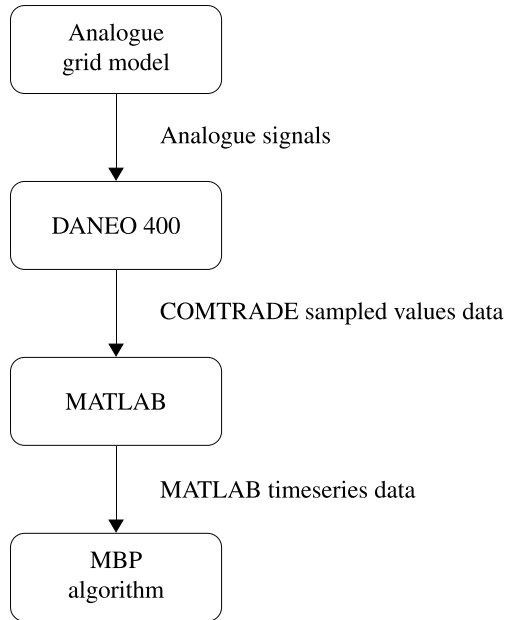 Analogue
grid model
Analogue signals
DANEO 400
COMTRADE sampled values data
MATLAB
MATLAB timeseries data
MBP
algorithm